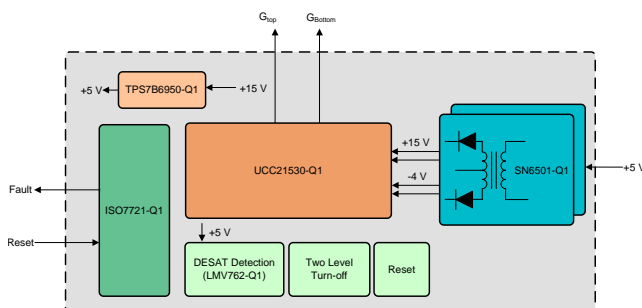 Gtop
GBottom
+5 V
TPS7B6950-Q1
+15 V
ISO7721-Q1
UCC21530-Q1
+15 V
-4 V
SN6501-Q1
+5 V
Fault
Reset
+5 V
DESAT Detection
(LMV762-Q1)
Two Level
Turn-off
Reset